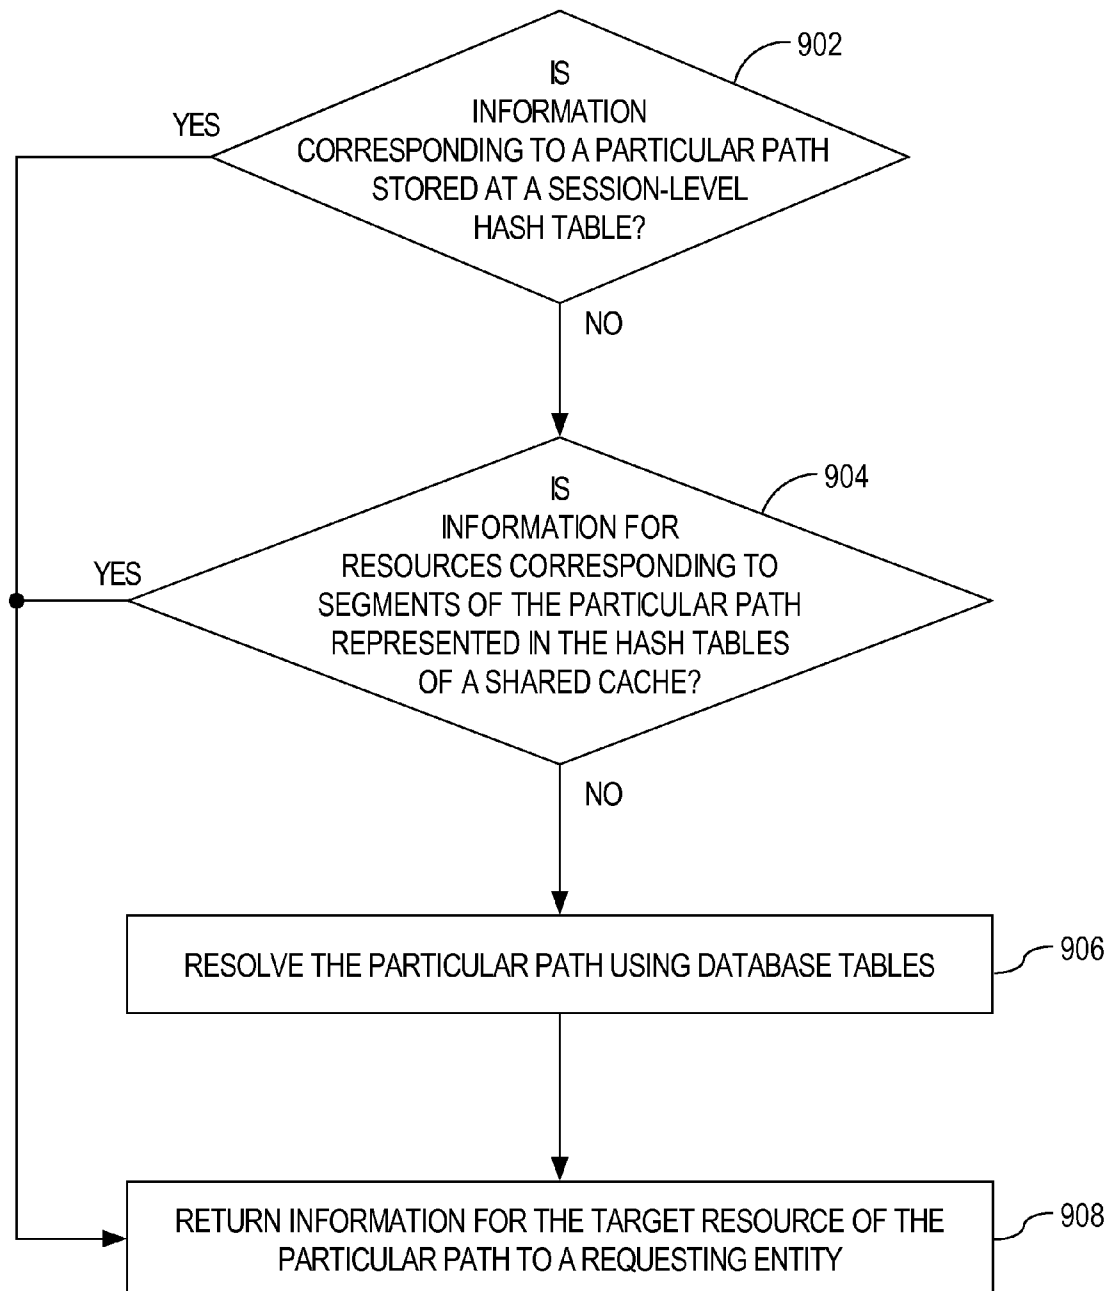 902
IS
INFORMATION
CORRESPONDING TO A PARTICULAR PATH
STORED AT A SESSION-LEVEL
HASH TABLE?
YES
NO
904
IS
INFORMATION FOR
RESOURCES CORRESPONDING TO
SEGMENTS OF THE PARTICULAR PATH
REPRESENTED IN THE HASH TABLES
OF A SHARED CACHE?
YES
NO
RESOLVE THE PARTICULAR PATH USING DATABASE TABLES
906
RETURN INFORMATION FOR THE TARGET RESOURCE OF THE
PARTICULAR PATH TO A REQUESTING ENTITY
908